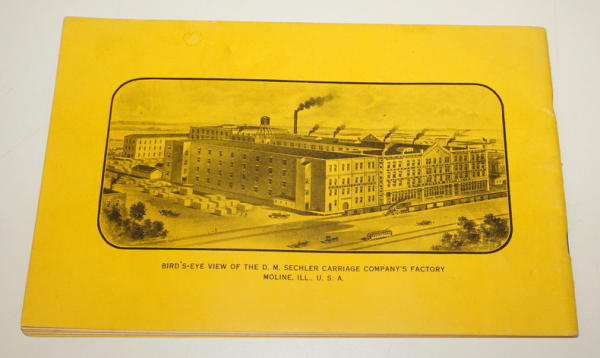 BIRD'S-EYE VIEW OF THE D. M. SECHLER CARRIAGE COMPANY'S FACTORY
MOLINE, ILL., U. S. A.